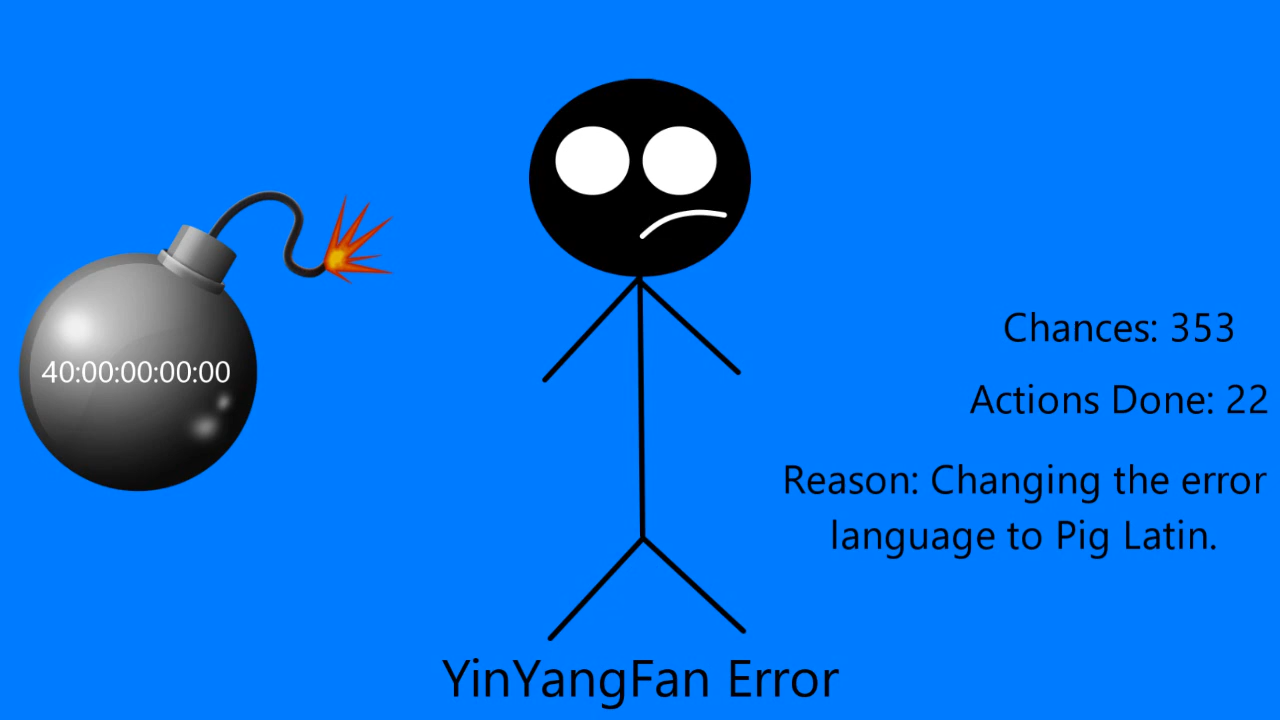 40:00:00:00:00
Chances: 353
Actions Done: 22
Reason: Changing the error
language to Pig Latin.
YinYangFan Error